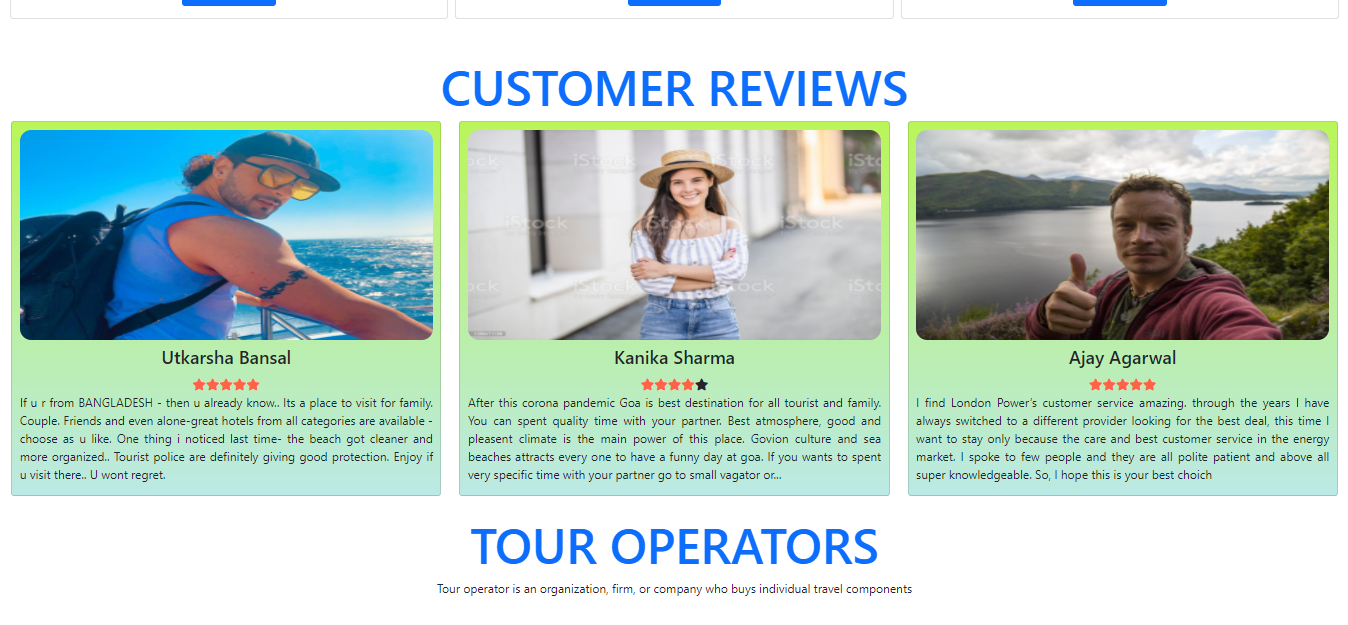 CUSTOMER REVIEWS
iStock
iStock
iStock
iStock
iStock
iStock
iStock
iStock
Utkarsha Bansal
Kanika Sharma
Ajay Agarwal
If u r from BANGLADESH - then u already know.. Its a place to visit for family.
Couple. Friends and even alone-great hotels from all categories are available -
choose as u like. One thing i noticed last time- the beach got cleaner and
more organized.. Tourist police are definitely giving good protection. Enjoy if
u visit there.. U wont regret.
After this corona pandemic Goa is best destination for all tourist and family.
You can spent quality time with your partner. Best atmosphere, good and
pleasent climate is the main power of this place. Govion culture and sea
beaches attracts every one to have a funny day at goa. If you wants to spent
very specific time with your partner go to small vagator or...
I find London Power's customer service amazing. through the years I have
always switched to a different provider looking for the best deal, this time I
want to stay only because the care and best customer service in the energy
market. I spoke to few people and they are all polite patient and above all
super knowledgeable. So, I hope this is your best choich
TOUR OPERATORS
Tour operator is an organization, firm, or company who buys individual travel components